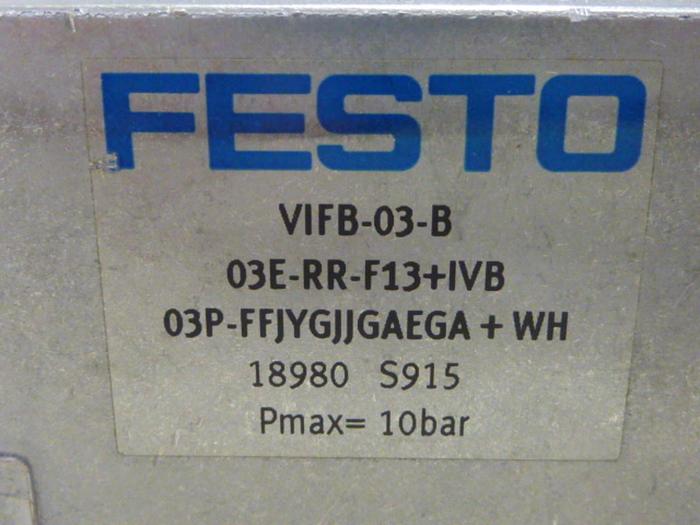 FESTO
VIFB-03-B
03E-RR-F13+IVB
03P-FFJYGJJGAEGA + WH
18980 S915
Pmax= 10bar